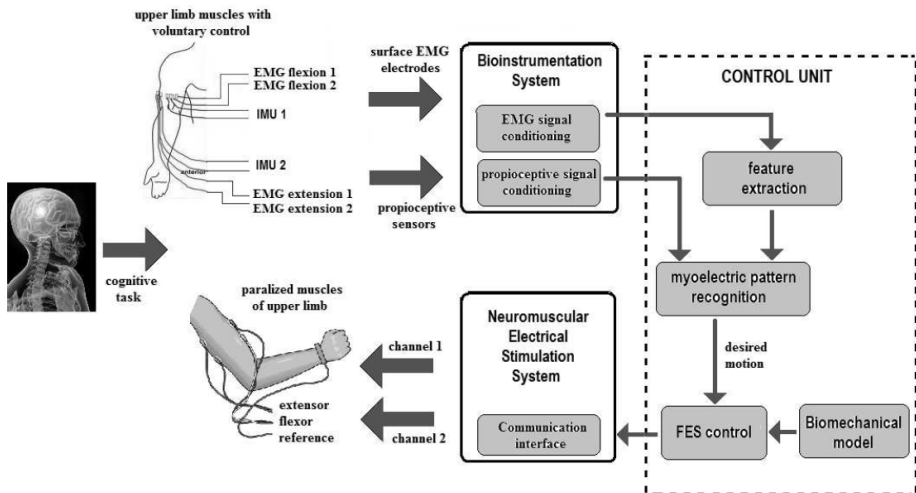 upper limb muscles with
voluntary control
EMG flexion 1
EMG flexion 2
IMU 1
IMU 2
anterior
EMG extension 1
EMG extension 2
surface EMG
electrodes
propioceptive
sensors
Bioinstrumentation
System
EMG signal
conditioning
propioceptive signal
conditioning
CONTROL UNIT
feature
extraction
myoelectric pattern
recognition
desired
motion
FES control
Biomechanical
model
cognitive
task
paralized muscles
of upper limb
extensor
flexor
reference
channel 1
channel 2
Neuromuscular
Electrical
Stimulation
System
Communication
interface